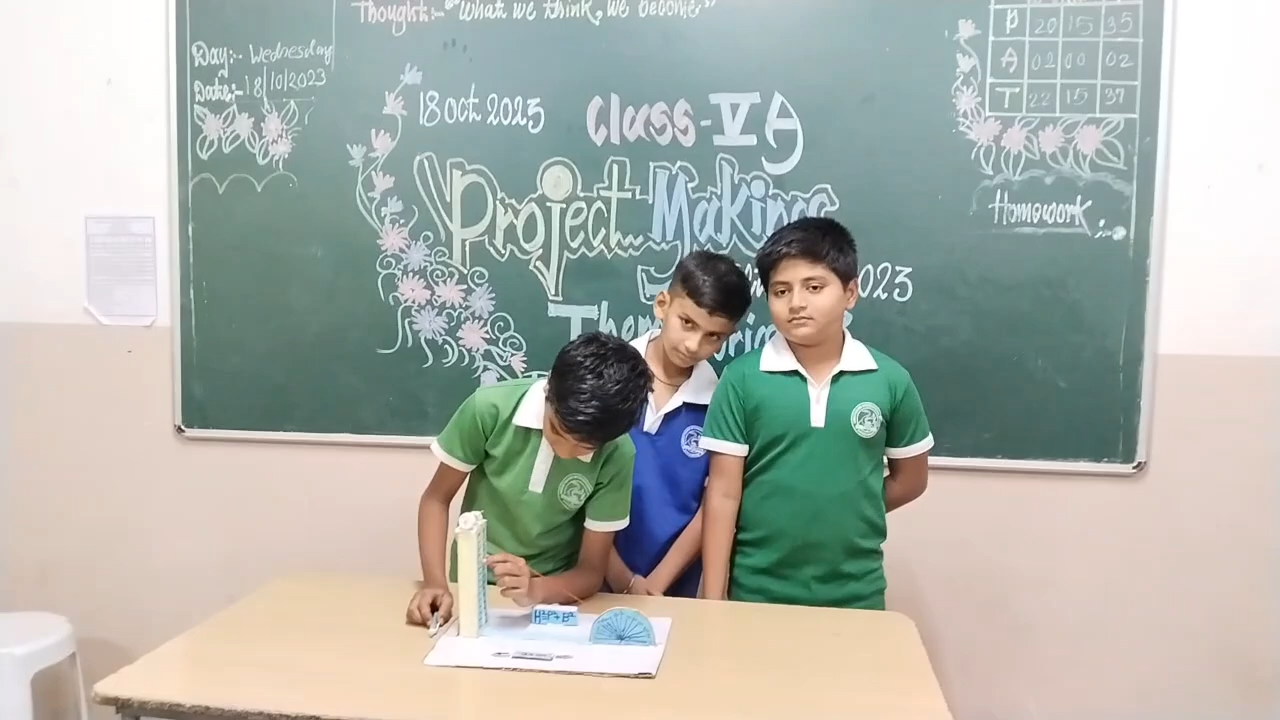 Thought:- "What we think, we become."
Day:- Wednesday
Date:- 18/10/2023
P 20 15 35
A 02 00 02
T 22 15 37
Homework:-
18 Oct 2023
Class-V A
Project Making
2023
H²=P²+B²